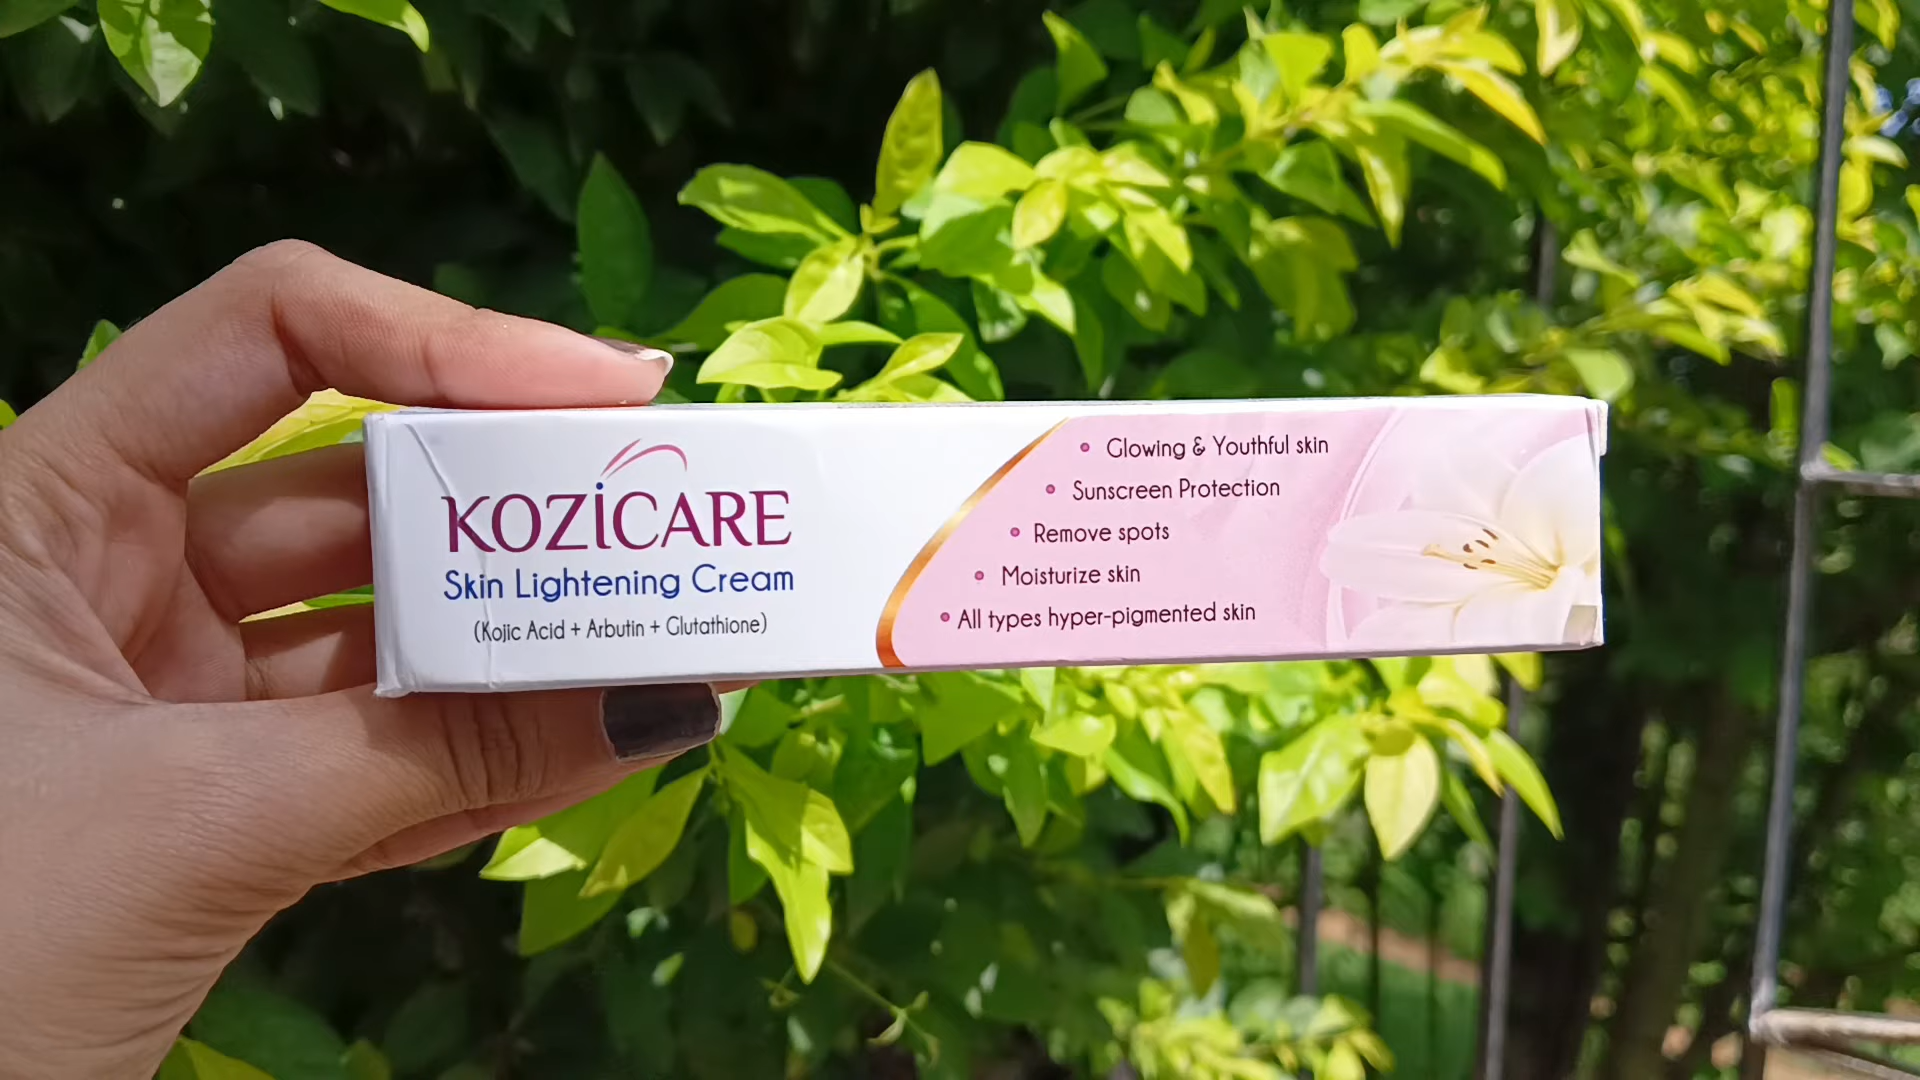 KOZiCARE
Skin Lightening Cream
(Kojic Acid + Arbutin + Glutathione)
• Glowing & Youthful skin
• Sunscreen Protection
• Remove spots
• Moisturize skin
• All types hyper-pigmented skin